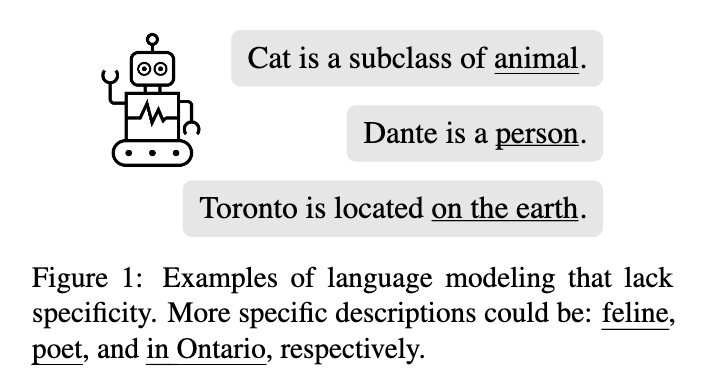 Cat is a subclass of animal.
Dante is a person.
Toronto is located on the earth.
Figure 1: Examples of language modeling that lack
specificity. More specific descriptions could be: feline,
poet, and in Ontario, respectively.